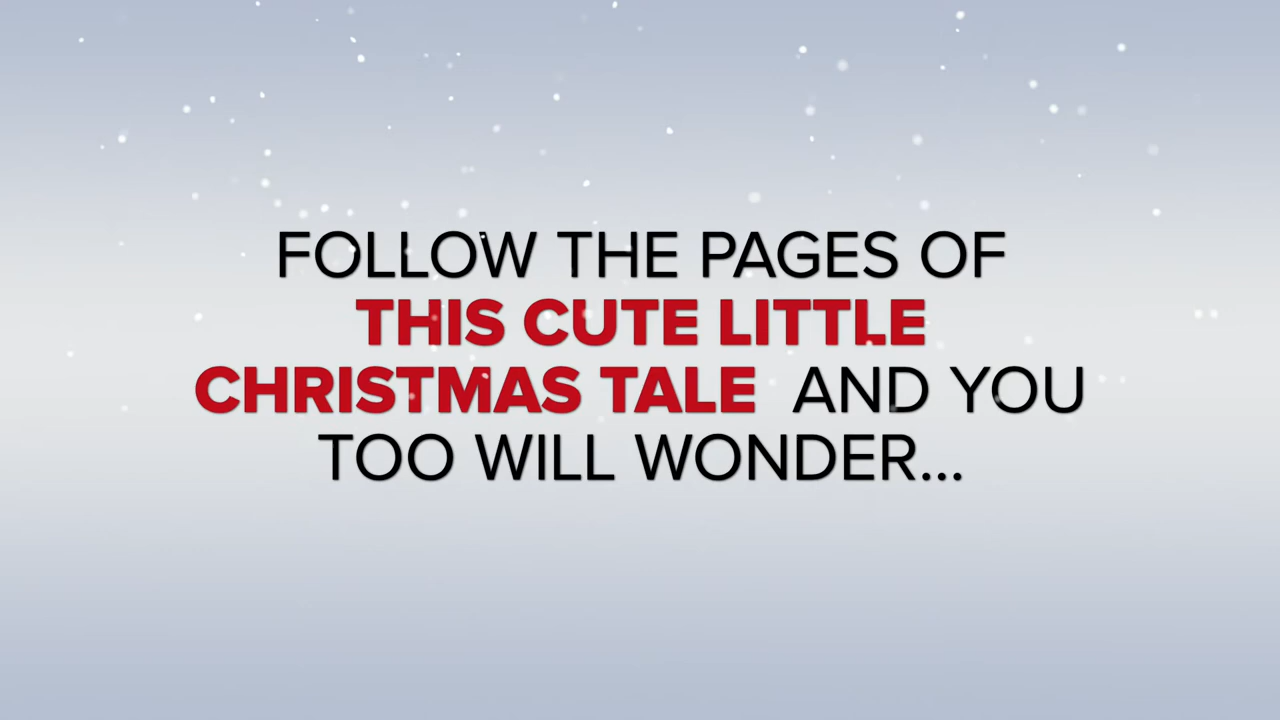 FOLLOW THE PAGES OF
THIS CUTE LITTLE
CHRISTMAS TALE AND YOU
TOO WILL WONDER...